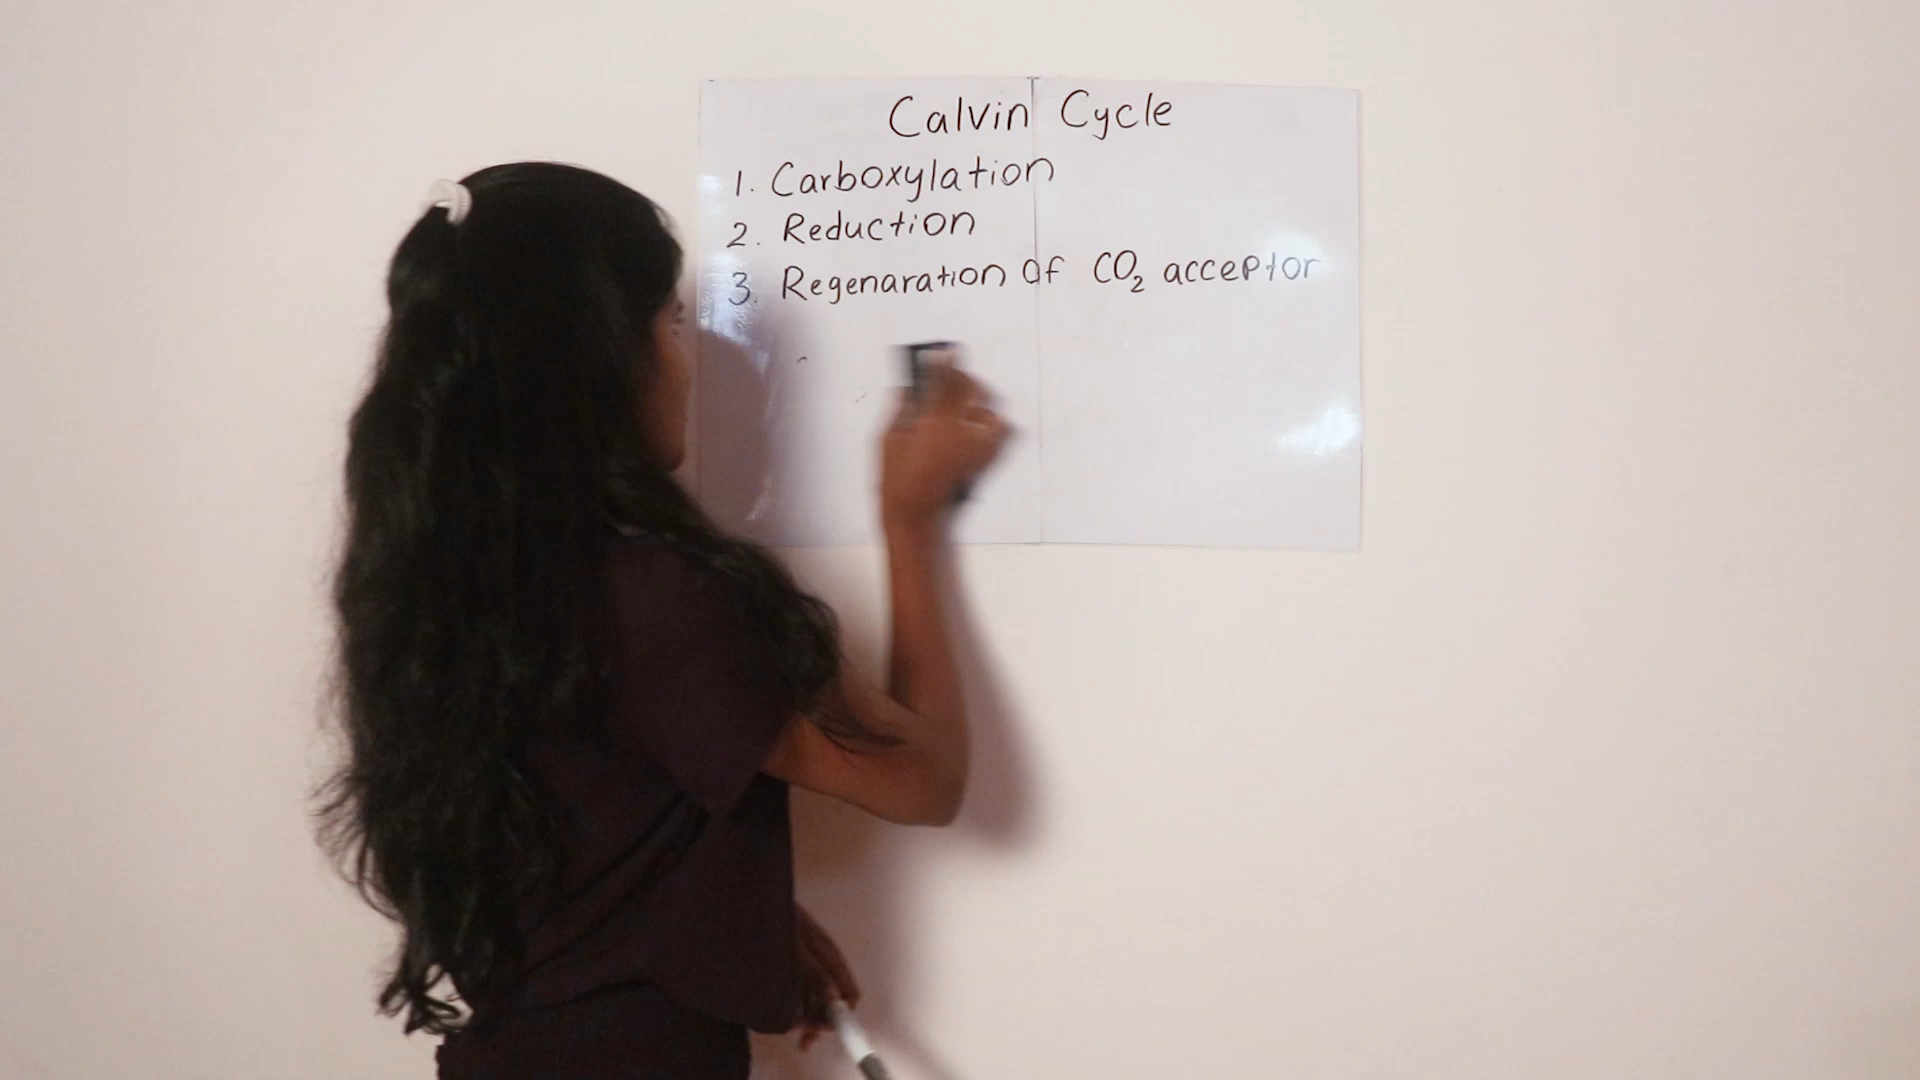 Calvin Cycle
1. Carboxylation
2. Reduction
3. Regenaration of CO₂ acceptor